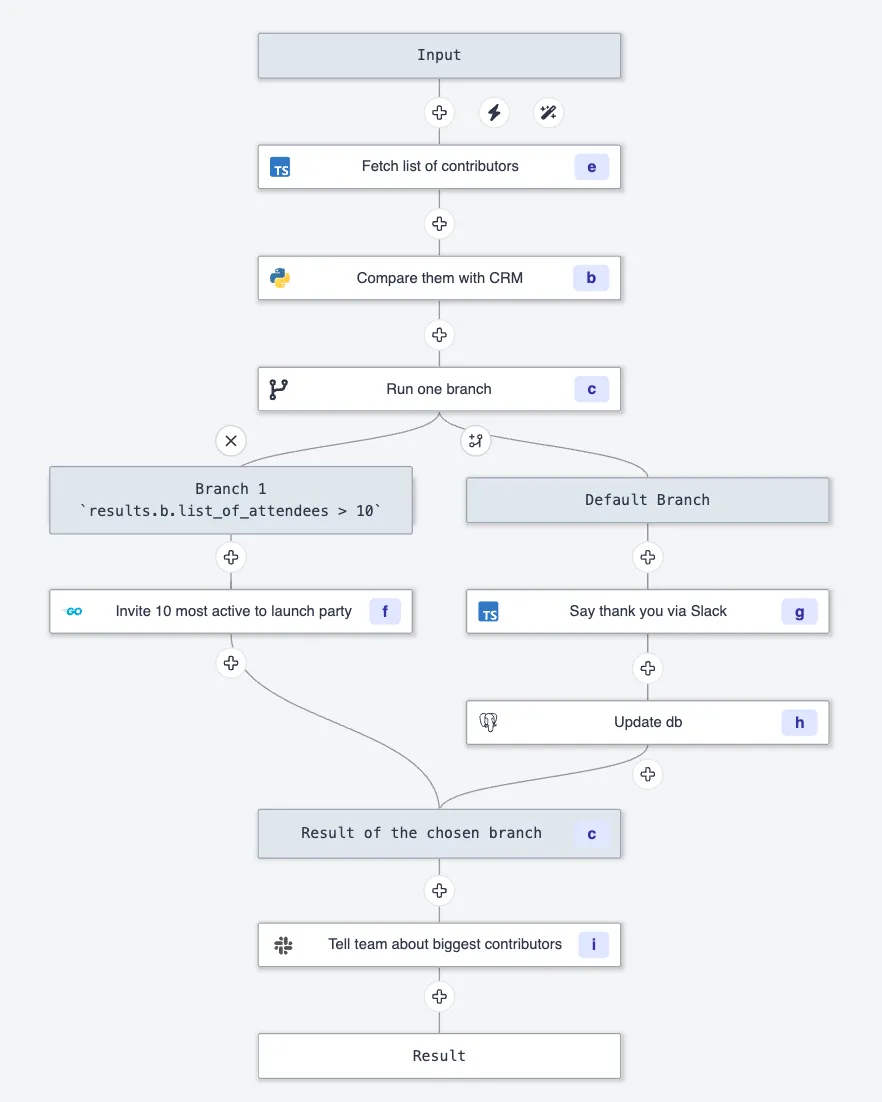 Input
TS Fetch list of contributors e
Compare them with CRM b
Run one branch c
Branch 1
`results.b.list_of_attendees > 10`
Default Branch
GO Invite 10 most active to launch party f
TS Say thank you via Slack g
Update db h
Result of the chosen branch c
Tell team about biggest contributors i
Result